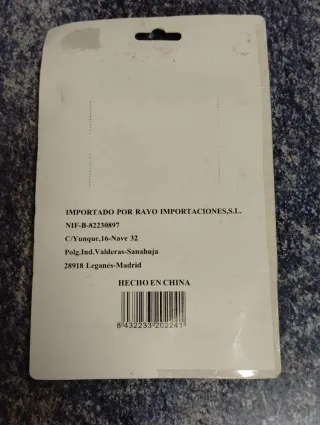 IMPORTADO POR RAYO IMPORTACIONES,S.L.
NIF-B-82230897
C/Yunque,16-Nave 32
Polg.Ind.Valderas-Sanahuja
28918 Leganés-Madrid
HECHO EN CHINA
8 432233 202241